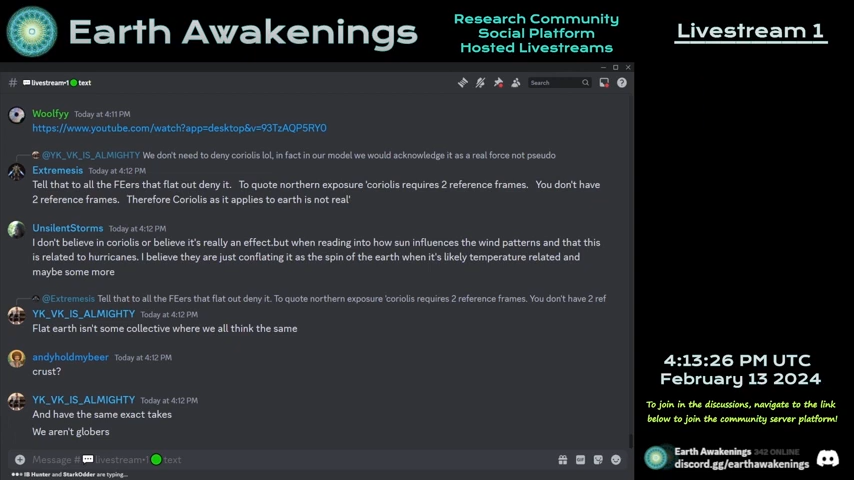 Earth Awakenings
Research Community
Social Platform
Hosted Livestreams
Livestream 1
# livestream•1 text
Search
Woolfyy Today at 4:11 PM
https://www.youtube.com/watch?app=desktop&v=93TzAQP5RY0
@YK_VK_IS_ALMIGHTY We don't need to deny coriolis lol, in fact in our model we would acknowledge it as a real force not pseudo
Extremesis Today at 4:12 PM
Tell that to all the FEers that flat out deny it. To quote northern exposure 'coriolis requires 2 reference frames. You don't have
2 reference frames. Therefore Coriolis as it applies to earth is not real'
UnsilentStorms Today at 4:12 PM
I don't believe in coriolis or believe it's really an effect.but when reading into how sun influences the wind patterns and that this
is related to hurricanes. I believe they are just conflating it as the spin of the earth when it's likely temperature related and
maybe some more
@Extremesis Tell that to all the FEers that flat out deny it. To quote northern exposure 'coriolis requires 2 reference frames. You don't have 2 ref
YK_VK_IS_ALMIGHTY Today at 4:12 PM
Flat earth isn't some collective where we all think the same
andyholdmybeer Today at 4:12 PM
crust?
YK_VK_IS_ALMIGHTY Today at 4:12 PM
And have the same exact takes
We aren't globers
Message # livestream•1 text
GIF
IB Hunter and StarkOdder are typing...
4:13:26 PM UTC
February 13 2024
To join in the discussions, navigate to the link
below to join the community server platform!
Earth Awakenings 342 ONLINE
discord.gg/earthawakenings